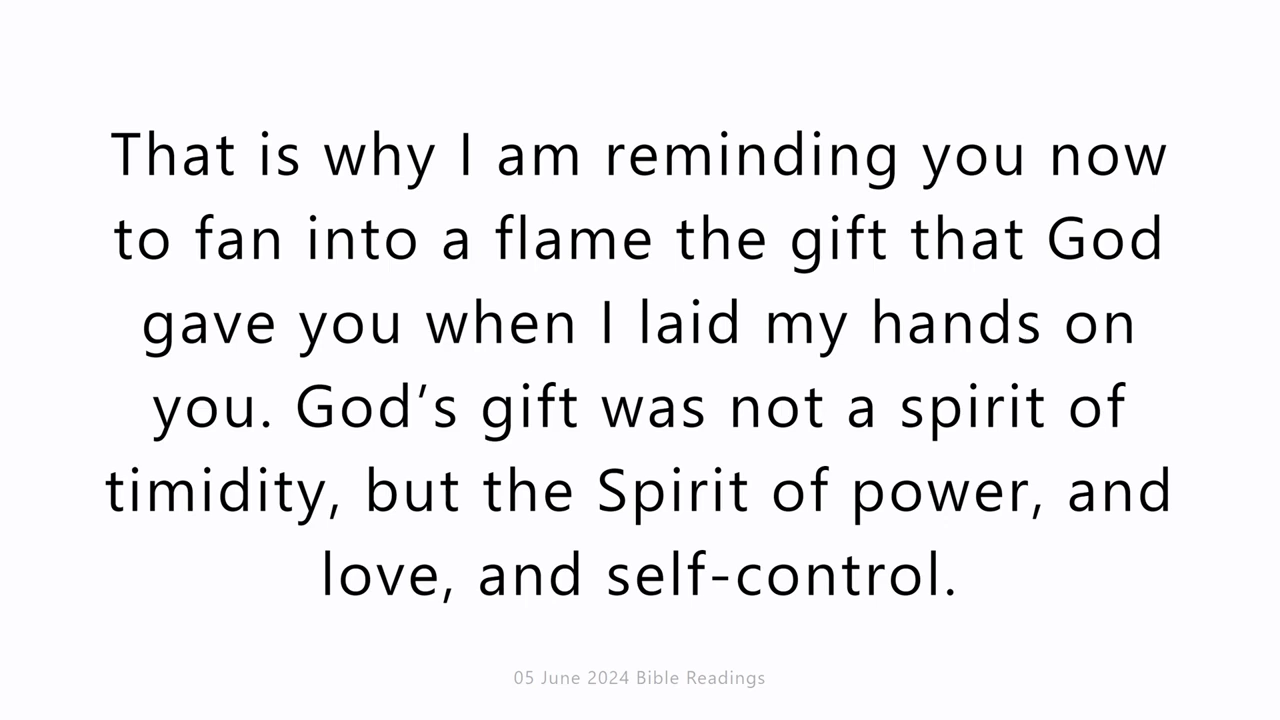 That is why I am reminding you now
to fan into a flame the gift that God
gave you when I laid my hands on
you. God’s gift was not a spirit of
timidity, but the Spirit of power, and
love, and self-control.
05 June 2024 Bible Readings